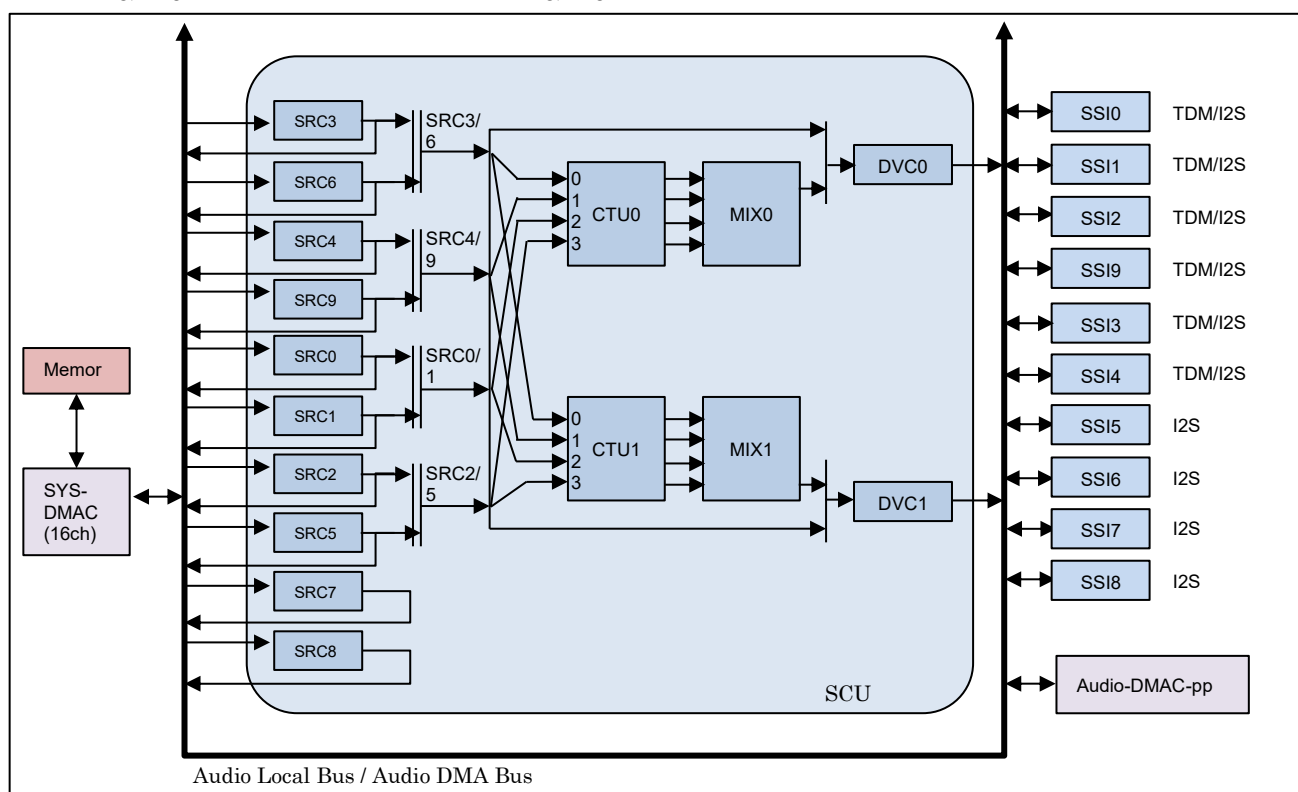 SRC3
SRC6
SRC4
SRC9
SRC0
SRC1
SRC2
SRC5
SRC7
SRC8
SRC3/
6
SRC4/
9
SRC0/
1
SRC2/
5
0
1
2
3
CTU0
MIX0
DVC0
0
1
2
3
CTU1
MIX1
DVC1
SCU
Memor
SYS-
DMAC
(16ch)
SSI0 TDM/I2S
SSI1 TDM/I2S
SSI2 TDM/I2S
SSI9 TDM/I2S
SSI3 TDM/I2S
SSI4 TDM/I2S
SSI5 I2S
SSI6 I2S
SSI7 I2S
SSI8 I2S
Audio-DMAC-pp
Audio Local Bus / Audio DMA Bus